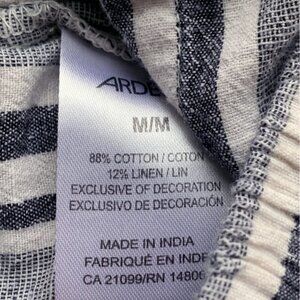 ARDE
M/M
88% COTTON / COTON
12% LINEN / LIN
EXCLUSIVE OF DECORATION
EXCLUSIVO DE DECORACIÓN
MADE IN INDIA
FABRIQUÉ EN INDE
CA 21099/RN 14806